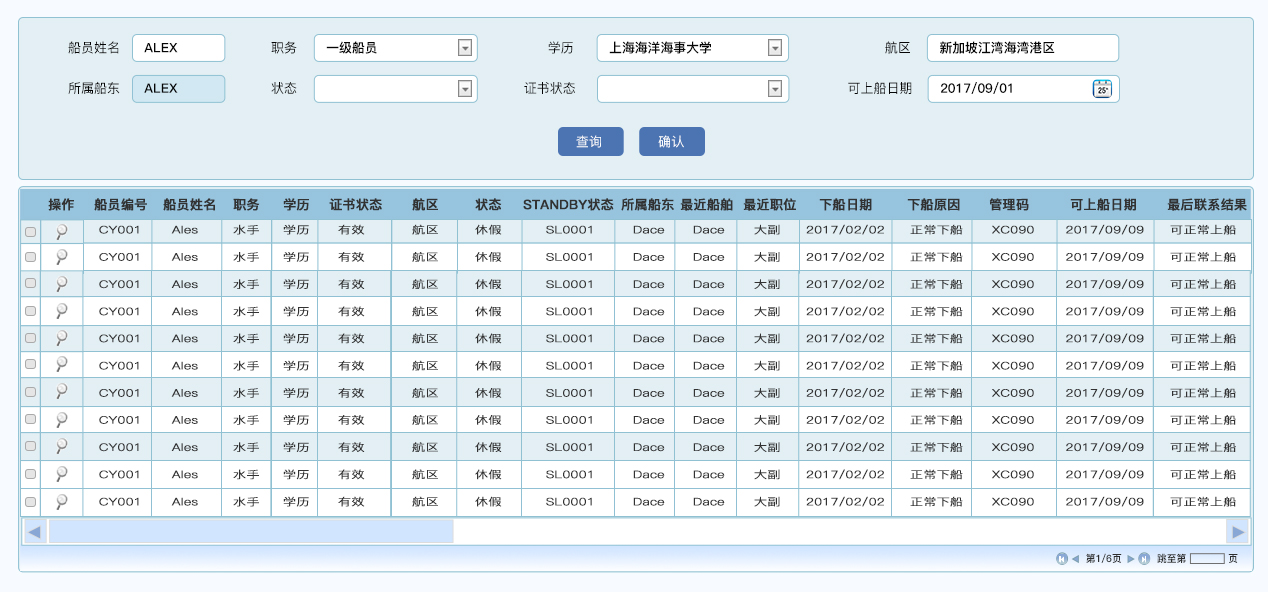 船员姓名 ALEX 职务 一级船员 学历 上海海洋海事大学 航区 新加坡江湾海湾港区
所属船东 ALEX 状态 证书状态 可上船日期 2017/09/01
查询 确认
操作 船员编号 船员姓名 职务 学历 证书状态 航区 状态 STANDBY状态 所属船东 最近船舶 最近职位 下船日期 下船原因 管理码 可上船日期 最后联系结果
CY001 Ales 水手 学历 有效 航区 休假 SL0001 Dace Dace 大副 2017/02/02 正常下船 XC090 2017/09/09 可正常上船
CY001 Ales 水手 学历 有效 航区 休假 SL0001 Dace Dace 大副 2017/02/02 正常下船 XC090 2017/09/09 可正常上船
CY001 Ales 水手 学历 有效 航区 休假 SL0001 Dace Dace 大副 2017/02/02 正常下船 XC090 2017/09/09 可正常上船
CY001 Ales 水手 学历 有效 航区 休假 SL0001 Dace Dace 大副 2017/02/02 正常下船 XC090 2017/09/09 可正常上船
CY001 Ales 水手 学历 有效 航区 休假 SL0001 Dace Dace 大副 2017/02/02 正常下船 XC090 2017/09/09 可正常上船
CY001 Ales 水手 学历 有效 航区 休假 SL0001 Dace Dace 大副 2017/02/02 正常下船 XC090 2017/09/09 可正常上船
CY001 Ales 水手 学历 有效 航区 休假 SL0001 Dace Dace 大副 2017/02/02 正常下船 XC090 2017/09/09 可正常上船
CY001 Ales 水手 学历 有效 航区 休假 SL0001 Dace Dace 大副 2017/02/02 正常下船 XC090 2017/09/09 可正常上船
CY001 Ales 水手 学历 有效 航区 休假 SL0001 Dace Dace 大副 2017/02/02 正常下船 XC090 2017/09/09 可正常上船
CY001 Ales 水手 学历 有效 航区 休假 SL0001 Dace Dace 大副 2017/02/02 正常下船 XC090 2017/09/09 可正常上船
CY001 Ales 水手 学历 有效 航区 休假 SL0001 Dace Dace 大副 2017/02/02 正常下船 XC090 2017/09/09 可正常上船
第1/6页 跳至第 页